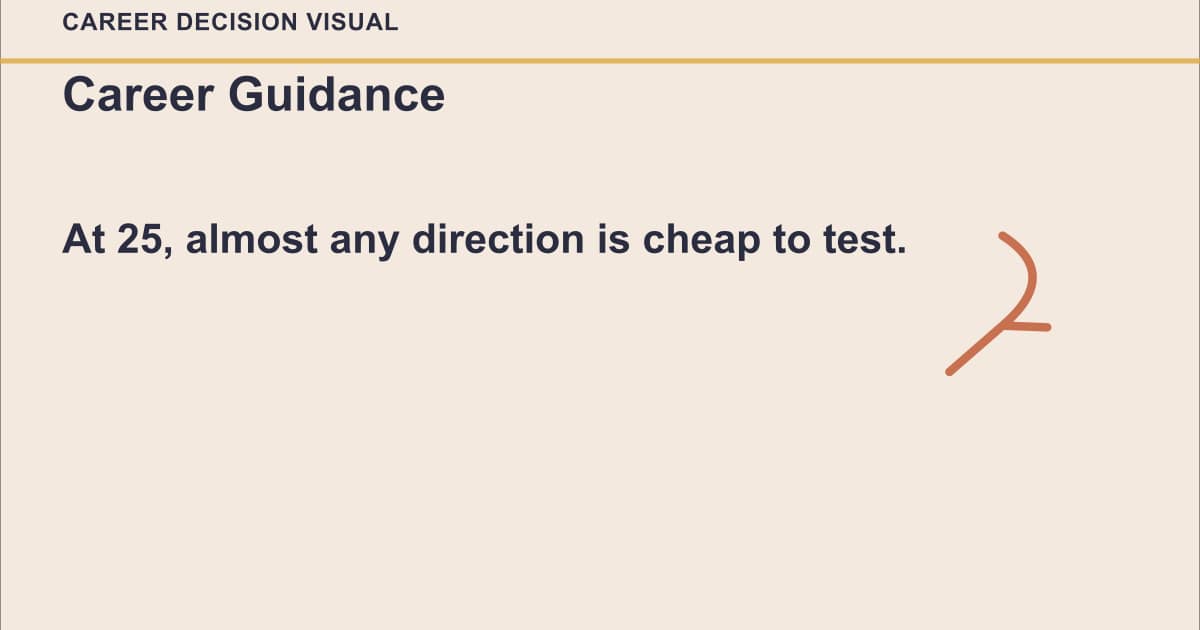 CAREER DECISION VISUAL
Career Guidance
At 25, almost any direction is cheap to test.